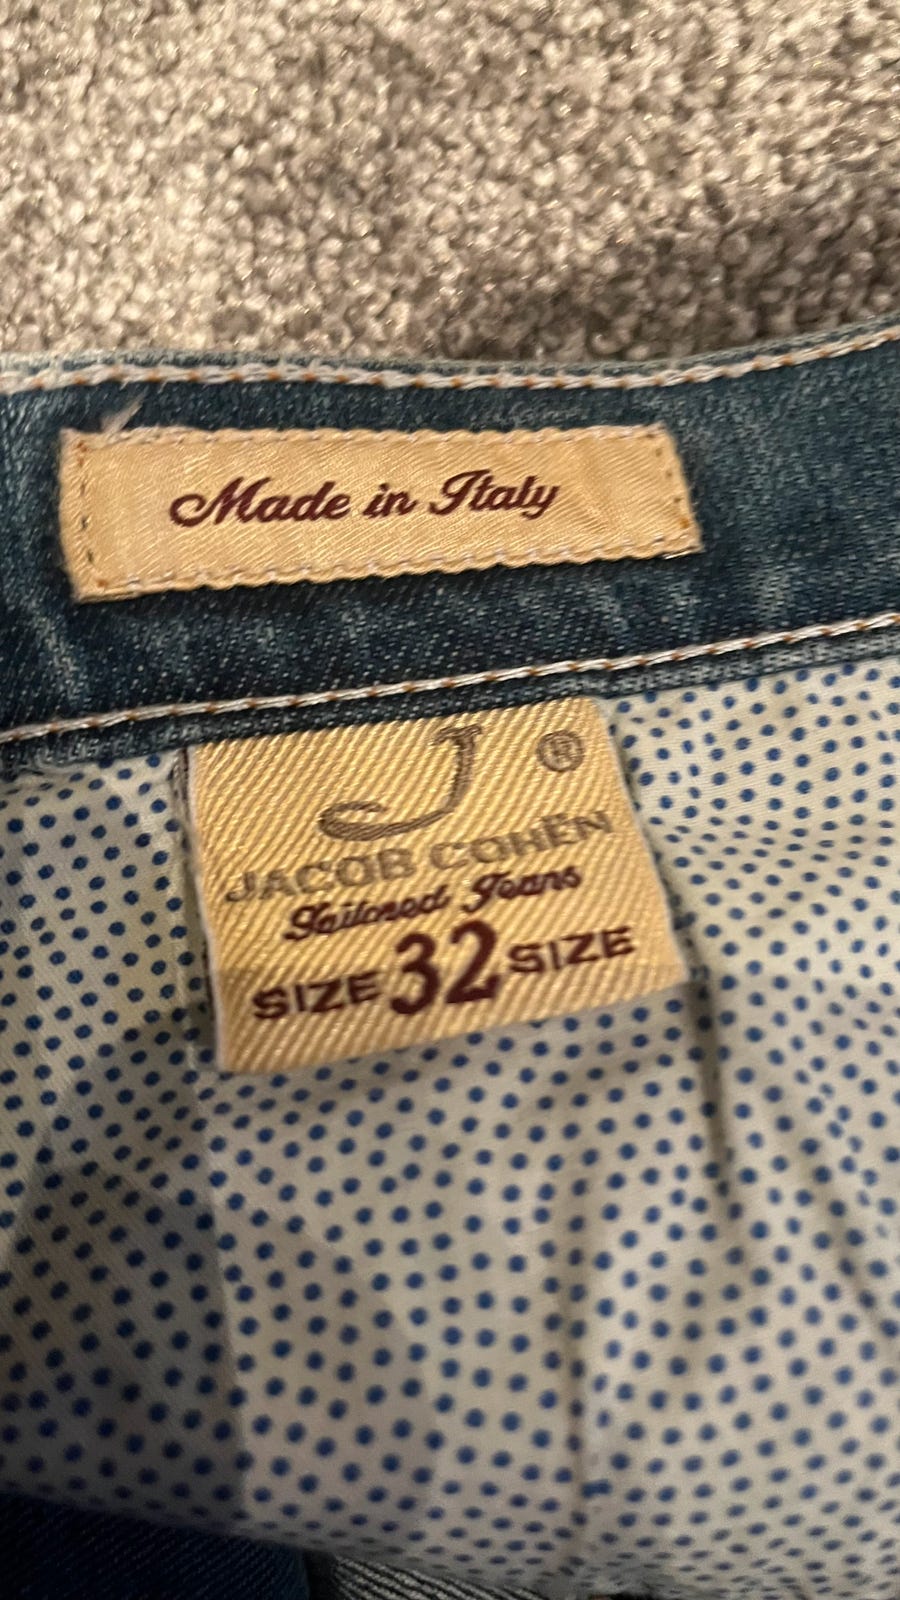 Made in Italy
J ®
JACOB COHËN
Tailored Jeans
SIZE 32 SIZE